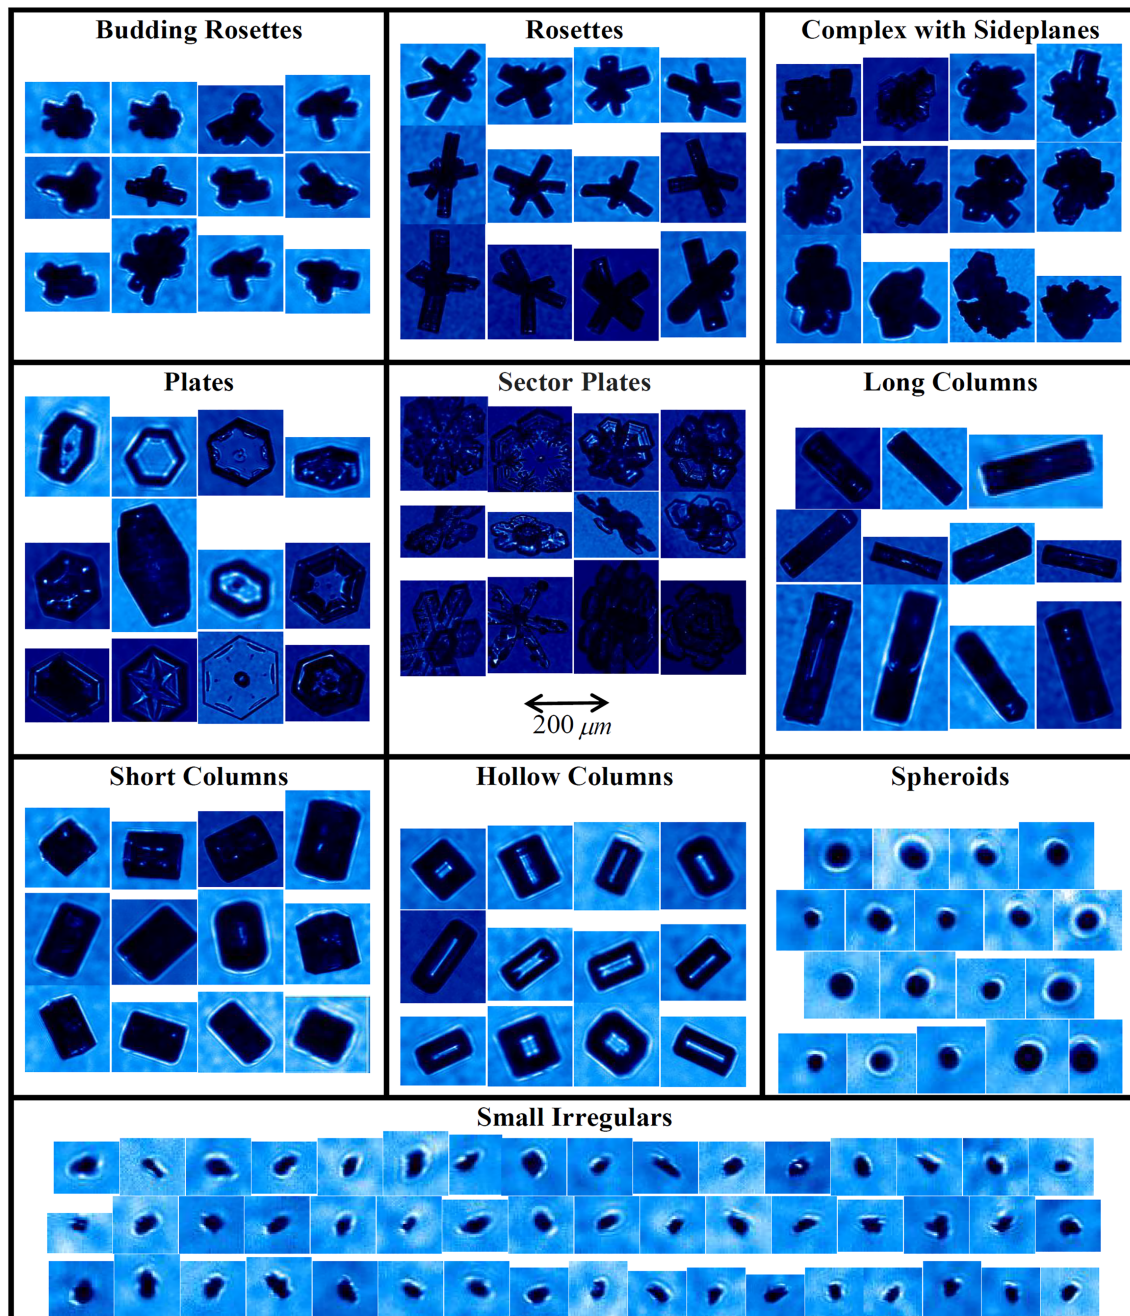 Budding Rosettes
Rosettes
Complex with Sideplanes
Plates
Sector Plates
Long Columns
200 μm
Short Columns
Hollow Columns
Spheroids
Small Irregulars